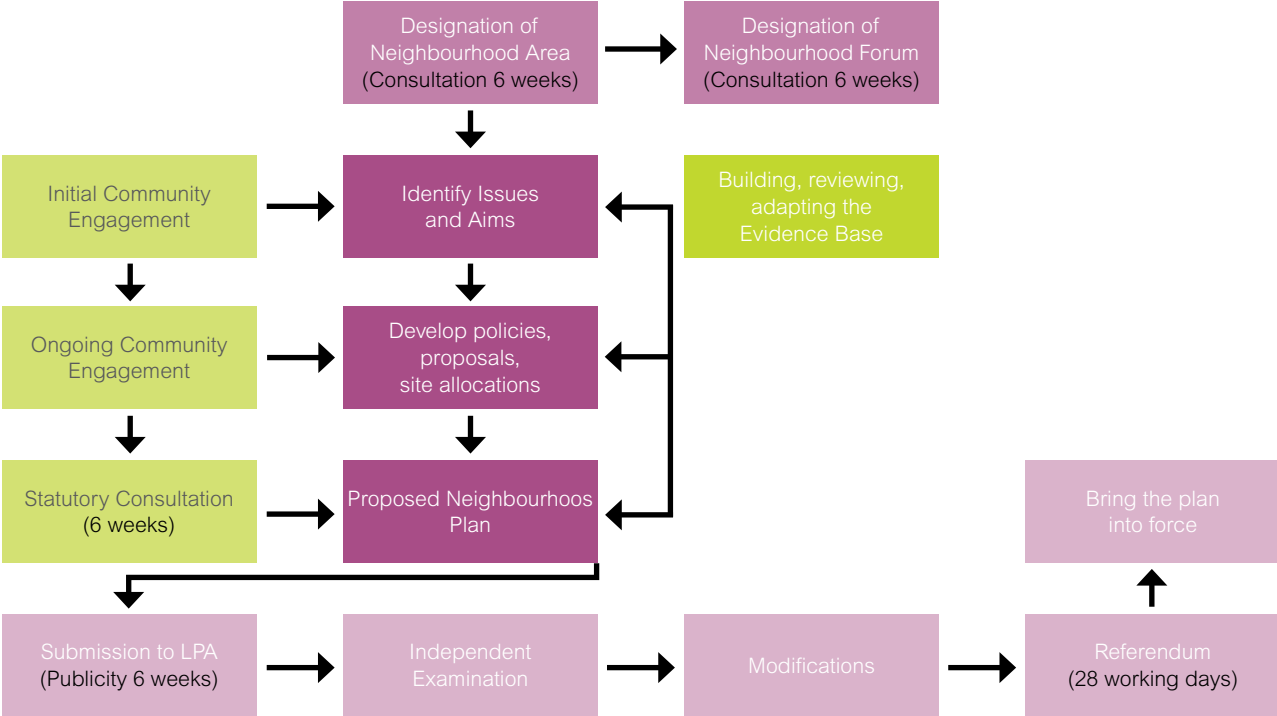 Designation of
Neighbourhood Area
(Consultation 6 weeks)
Designation of
Neighbourhood Forum
(Consultation 6 weeks)
Initial Community
Engagement
Identify Issues
and Aims
Building, reviewing,
adapting the
Evidence Base
Ongoing Community
Engagement
Develop policies,
proposals,
site allocations
Statutory Consultation
(6 weeks)
Proposed Neighbourhoos
Plan
Bring the plan
into force
Submission to LPA
(Publicity 6 weeks)
Independent
Examination
Modifications
Referendum
(28 working days)